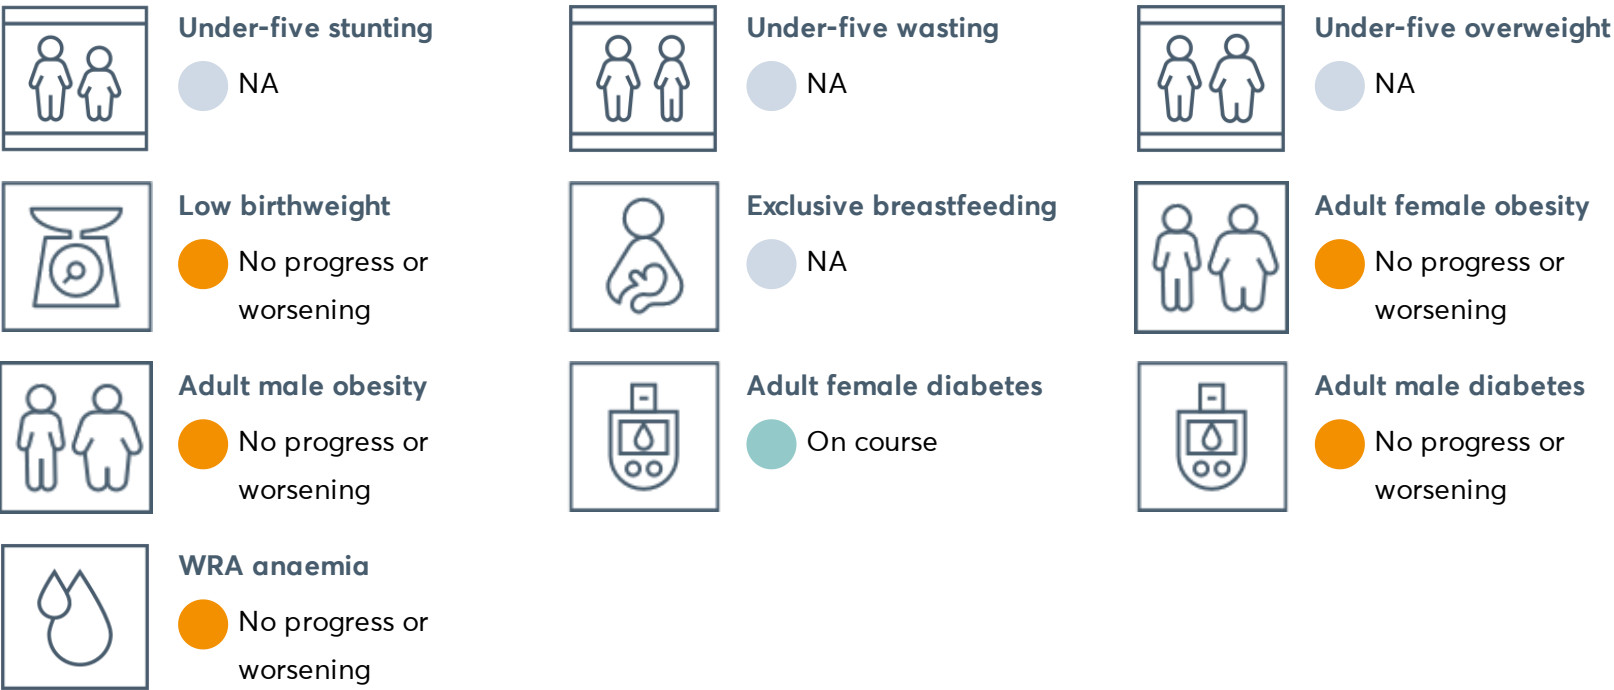 Under-five stunting
NA
Under-five wasting
NA
Under-five overweight
NA
Low birthweight
No progress or
worsening
Exclusive breastfeeding
NA
Adult female obesity
No progress or
worsening
Adult male obesity
No progress or
worsening
Adult female diabetes
On course
Adult male diabetes
No progress or
worsening
WRA anaemia
No progress or
worsening